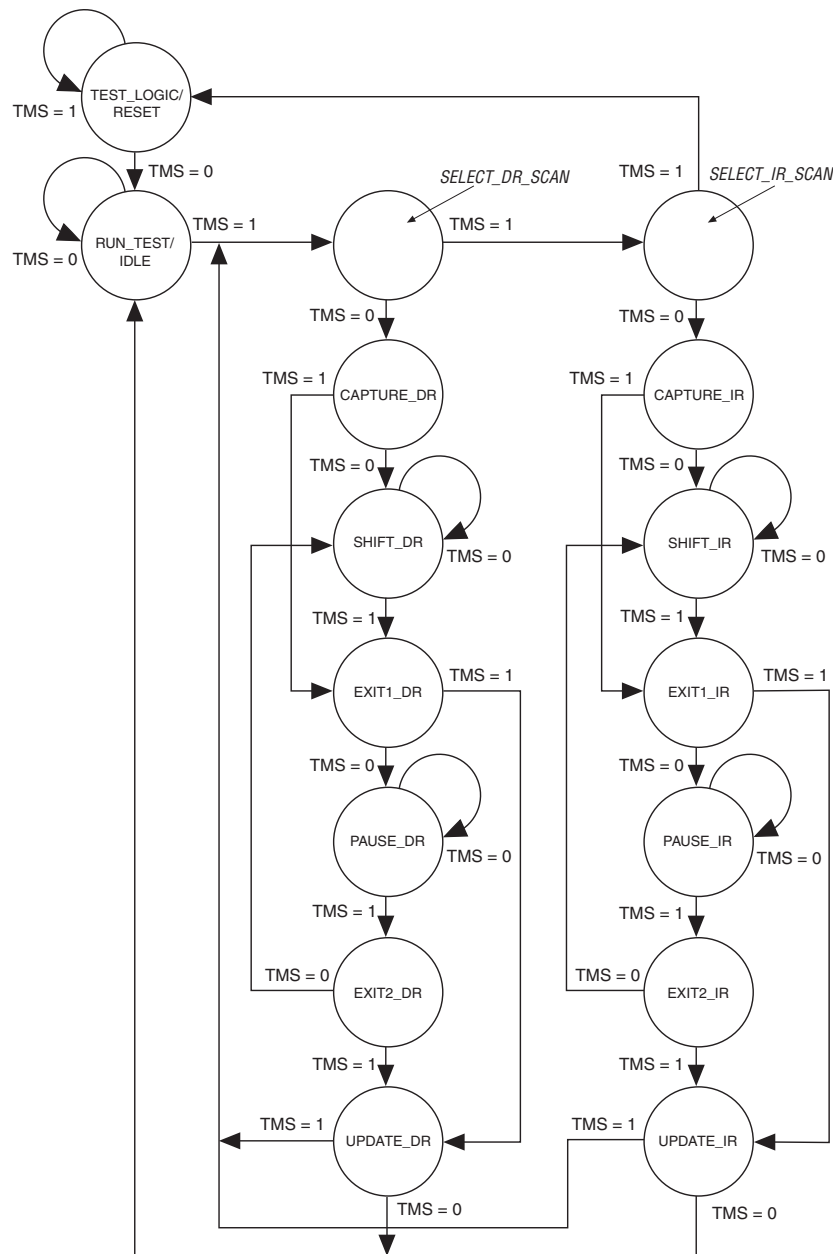 TEST_LOGIC/
RESET
TMS = 1
TMS = 0
TMS = 1
SELECT_DR_SCAN
SELECT_IR_SCAN
RUN_TEST/
IDLE
TMS = 0
TMS = 1
TMS = 1
TMS = 0
TMS = 0
TMS = 1
CAPTURE_DR
TMS = 1
CAPTURE_IR
TMS = 0
TMS = 0
SHIFT_DR
TMS = 0
SHIFT_IR
TMS = 0
TMS = 1
TMS = 1
EXIT1_DR
TMS = 1
EXIT1_IR
TMS = 1
TMS = 0
TMS = 0
PAUSE_DR
TMS = 0
PAUSE_IR
TMS = 0
TMS = 1
TMS = 1
TMS = 0
EXIT2_DR
TMS = 0
EXIT2_IR
TMS = 1
TMS = 1
TMS = 1
UPDATE_DR
TMS = 1
UPDATE_IR
TMS = 0
TMS = 0